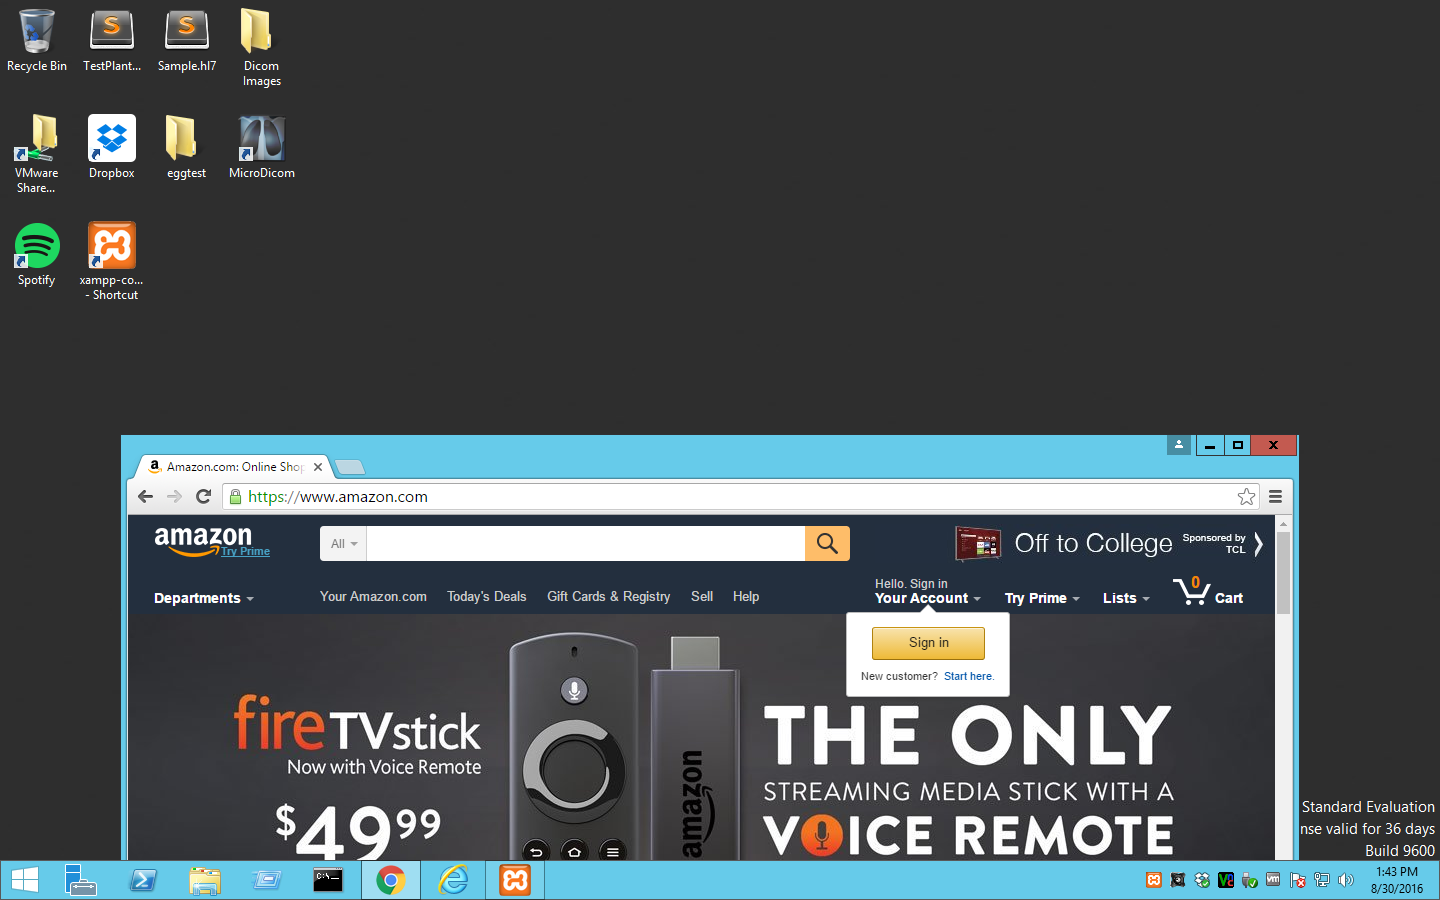 Recycle Bin
TestPlant...
Sample.hl7
Dicom
Images
VMware
Share...
Dropbox
eggtest
MicroDicom
Spotify
xampp-co...
- Shortcut
Amazon.com: Online Shop
https://www.amazon.com
amazon
Try Prime
All
Off to College
Sponsored by
TCL
Departments
Your Amazon.com
Today's Deals
Gift Cards & Registry
Sell
Help
Hello. Sign in
Your Account
Try Prime
Lists
0
Cart
Sign in
New customer? Start here.
fireTVstick
Now with Voice Remote
$49.99
amazon
THE ONLY
STREAMING MEDIA STICK WITH A
VOICE REMOTE
Standard Evaluation
nse valid for 36 days
Build 9600
C:\_
vm
1:43 PM
8/30/2016